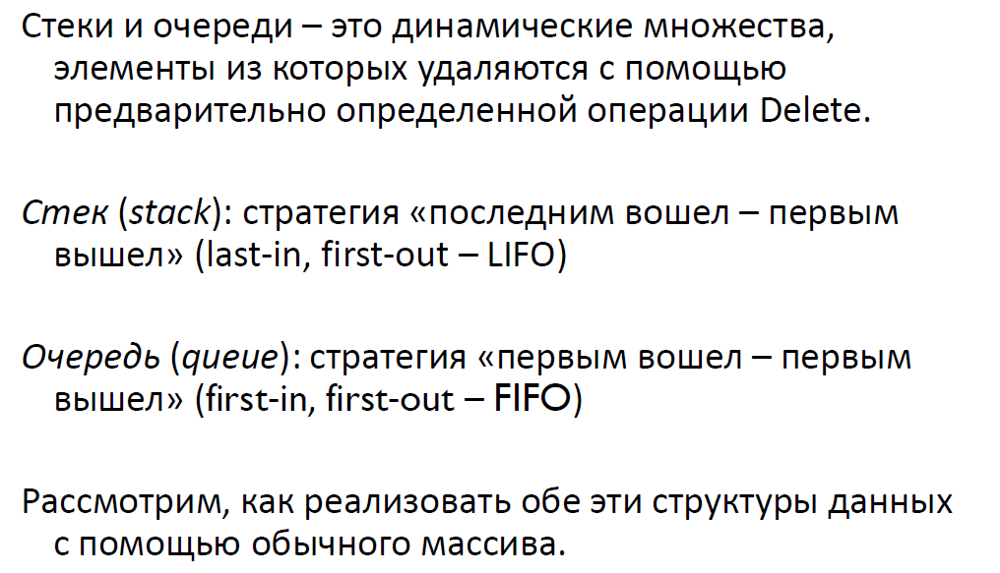 Стеки и очереди – это динамические множества,
элементы из которых удаляются с помощью
предварительно определенной операции Delete.
Стек (stack): стратегия «последним вошел – первым
вышел» (last-in, first-out – LIFO)
Очередь (queue): стратегия «первым вошел – первым
вышел» (first-in, first-out – FIFO)
Рассмотрим, как реализовать обе эти структуры данных
с помощью обычного массива.